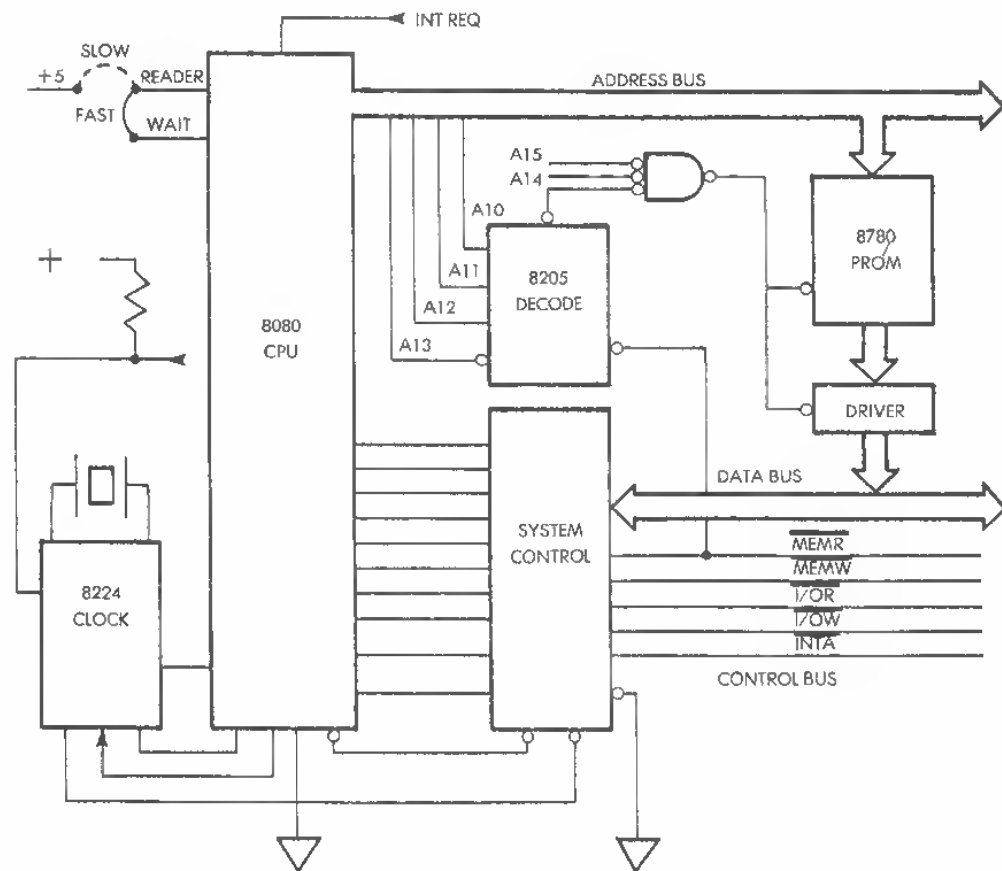 INT REQ
SLOW
+5
READER
FAST
WAIT
ADDRESS BUS
A15
A14
A10
A11
A12
A13
8205
DECODE
8780
PROM
+
8080
CPU
DRIVER
DATA BUS
SYSTEM
CONTROL
MEMR
MEMW
I/OR
I/OW
INTA
CONTROL BUS
8224
CLOCK